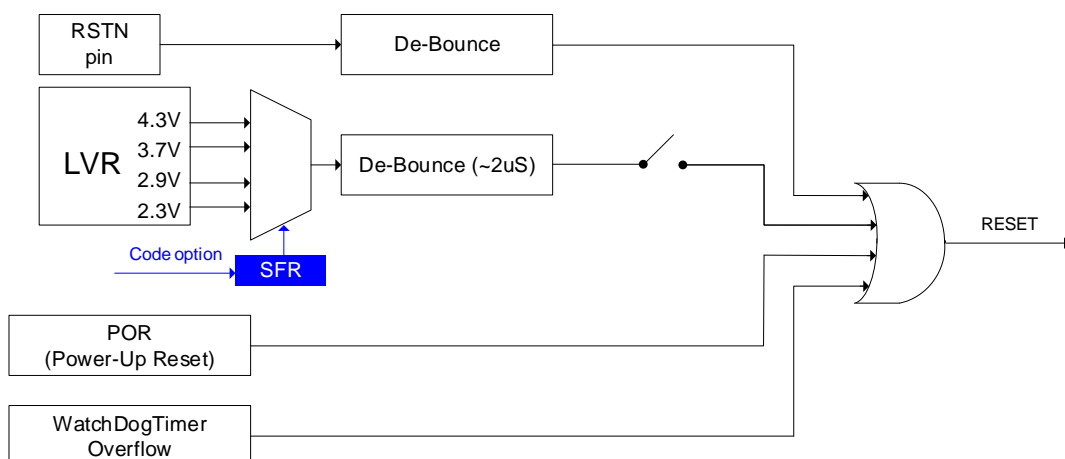 RSTN
pin
De-Bounce
LVR
4.3V
3.7V
2.9V
2.3V
De-Bounce (~2uS)
Code option
SFR
RESET
POR
(Power-Up Reset)
WatchDogTimer
Overflow